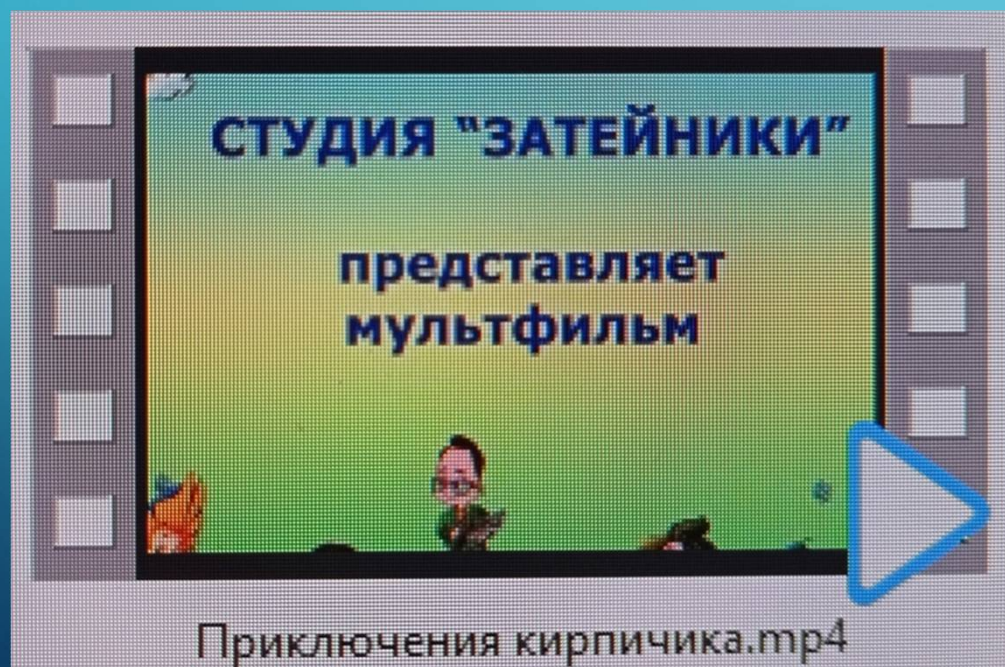 СТУДИЯ "ЗАТЕЙНИКИ"
представляет
мультфильм
Приключения кирпичика.mp4